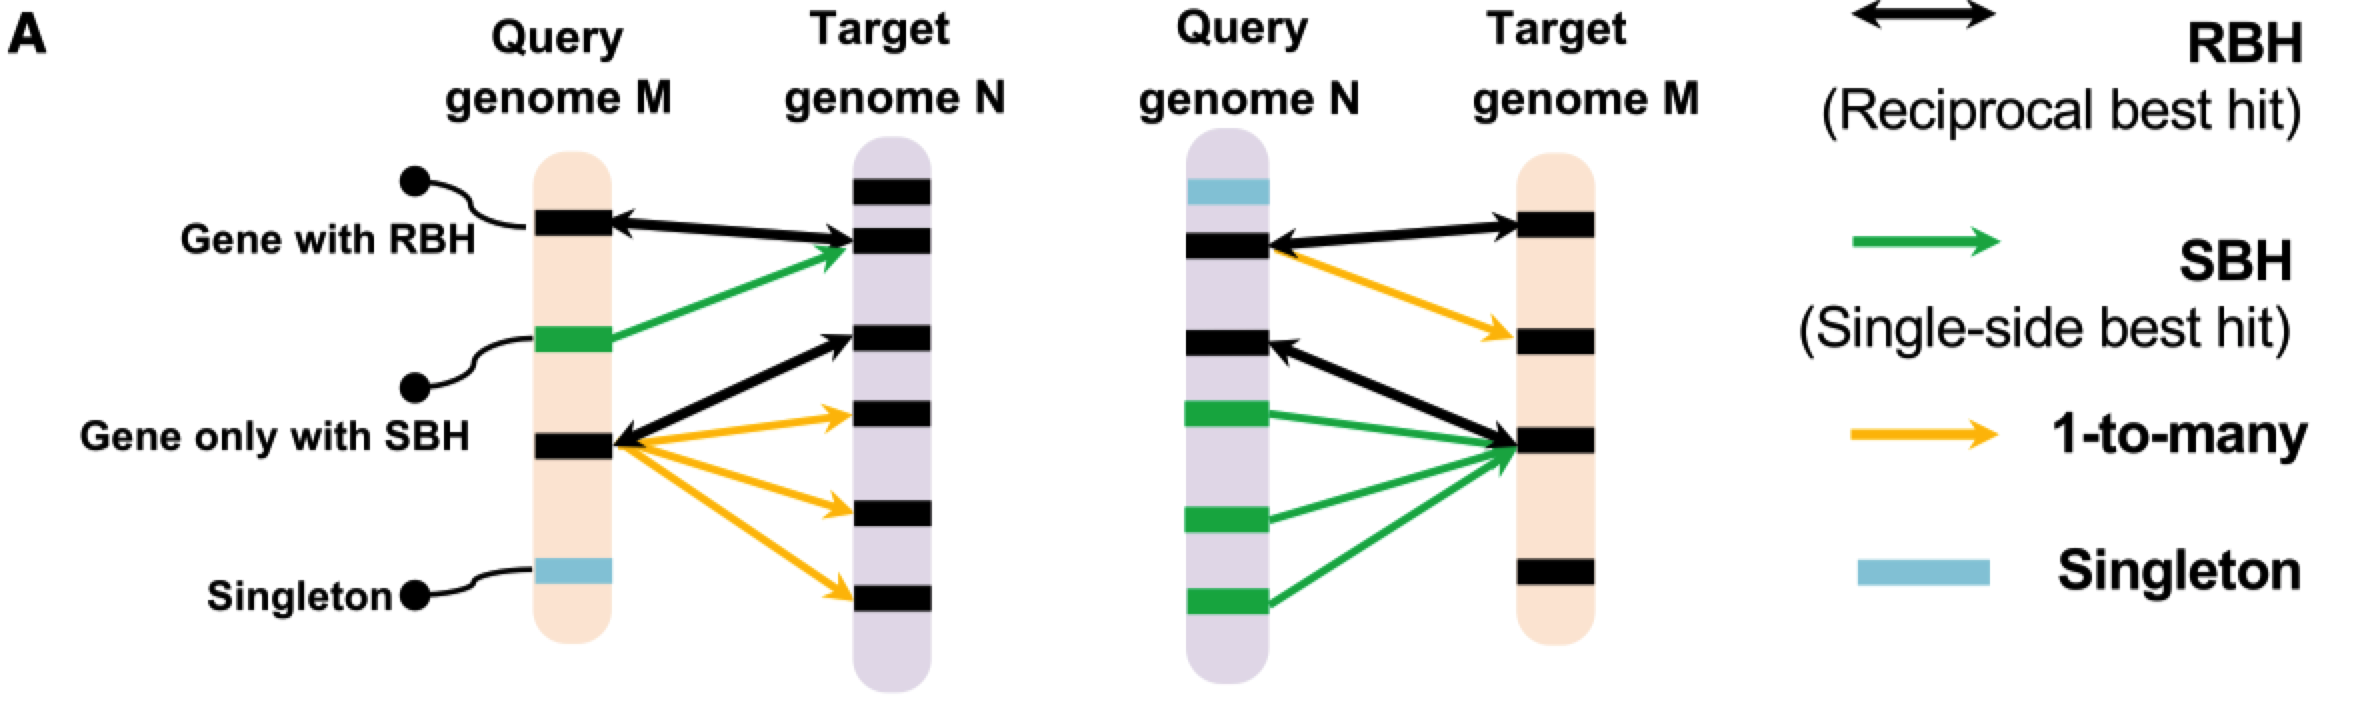 A
Query
genome M
Target
genome N
Query
genome N
Target
genome M
Gene with RBH
Gene only with SBH
Singleton
RBH
(Reciprocal best hit)
SBH
(Single-side best hit)
1-to-many
Singleton